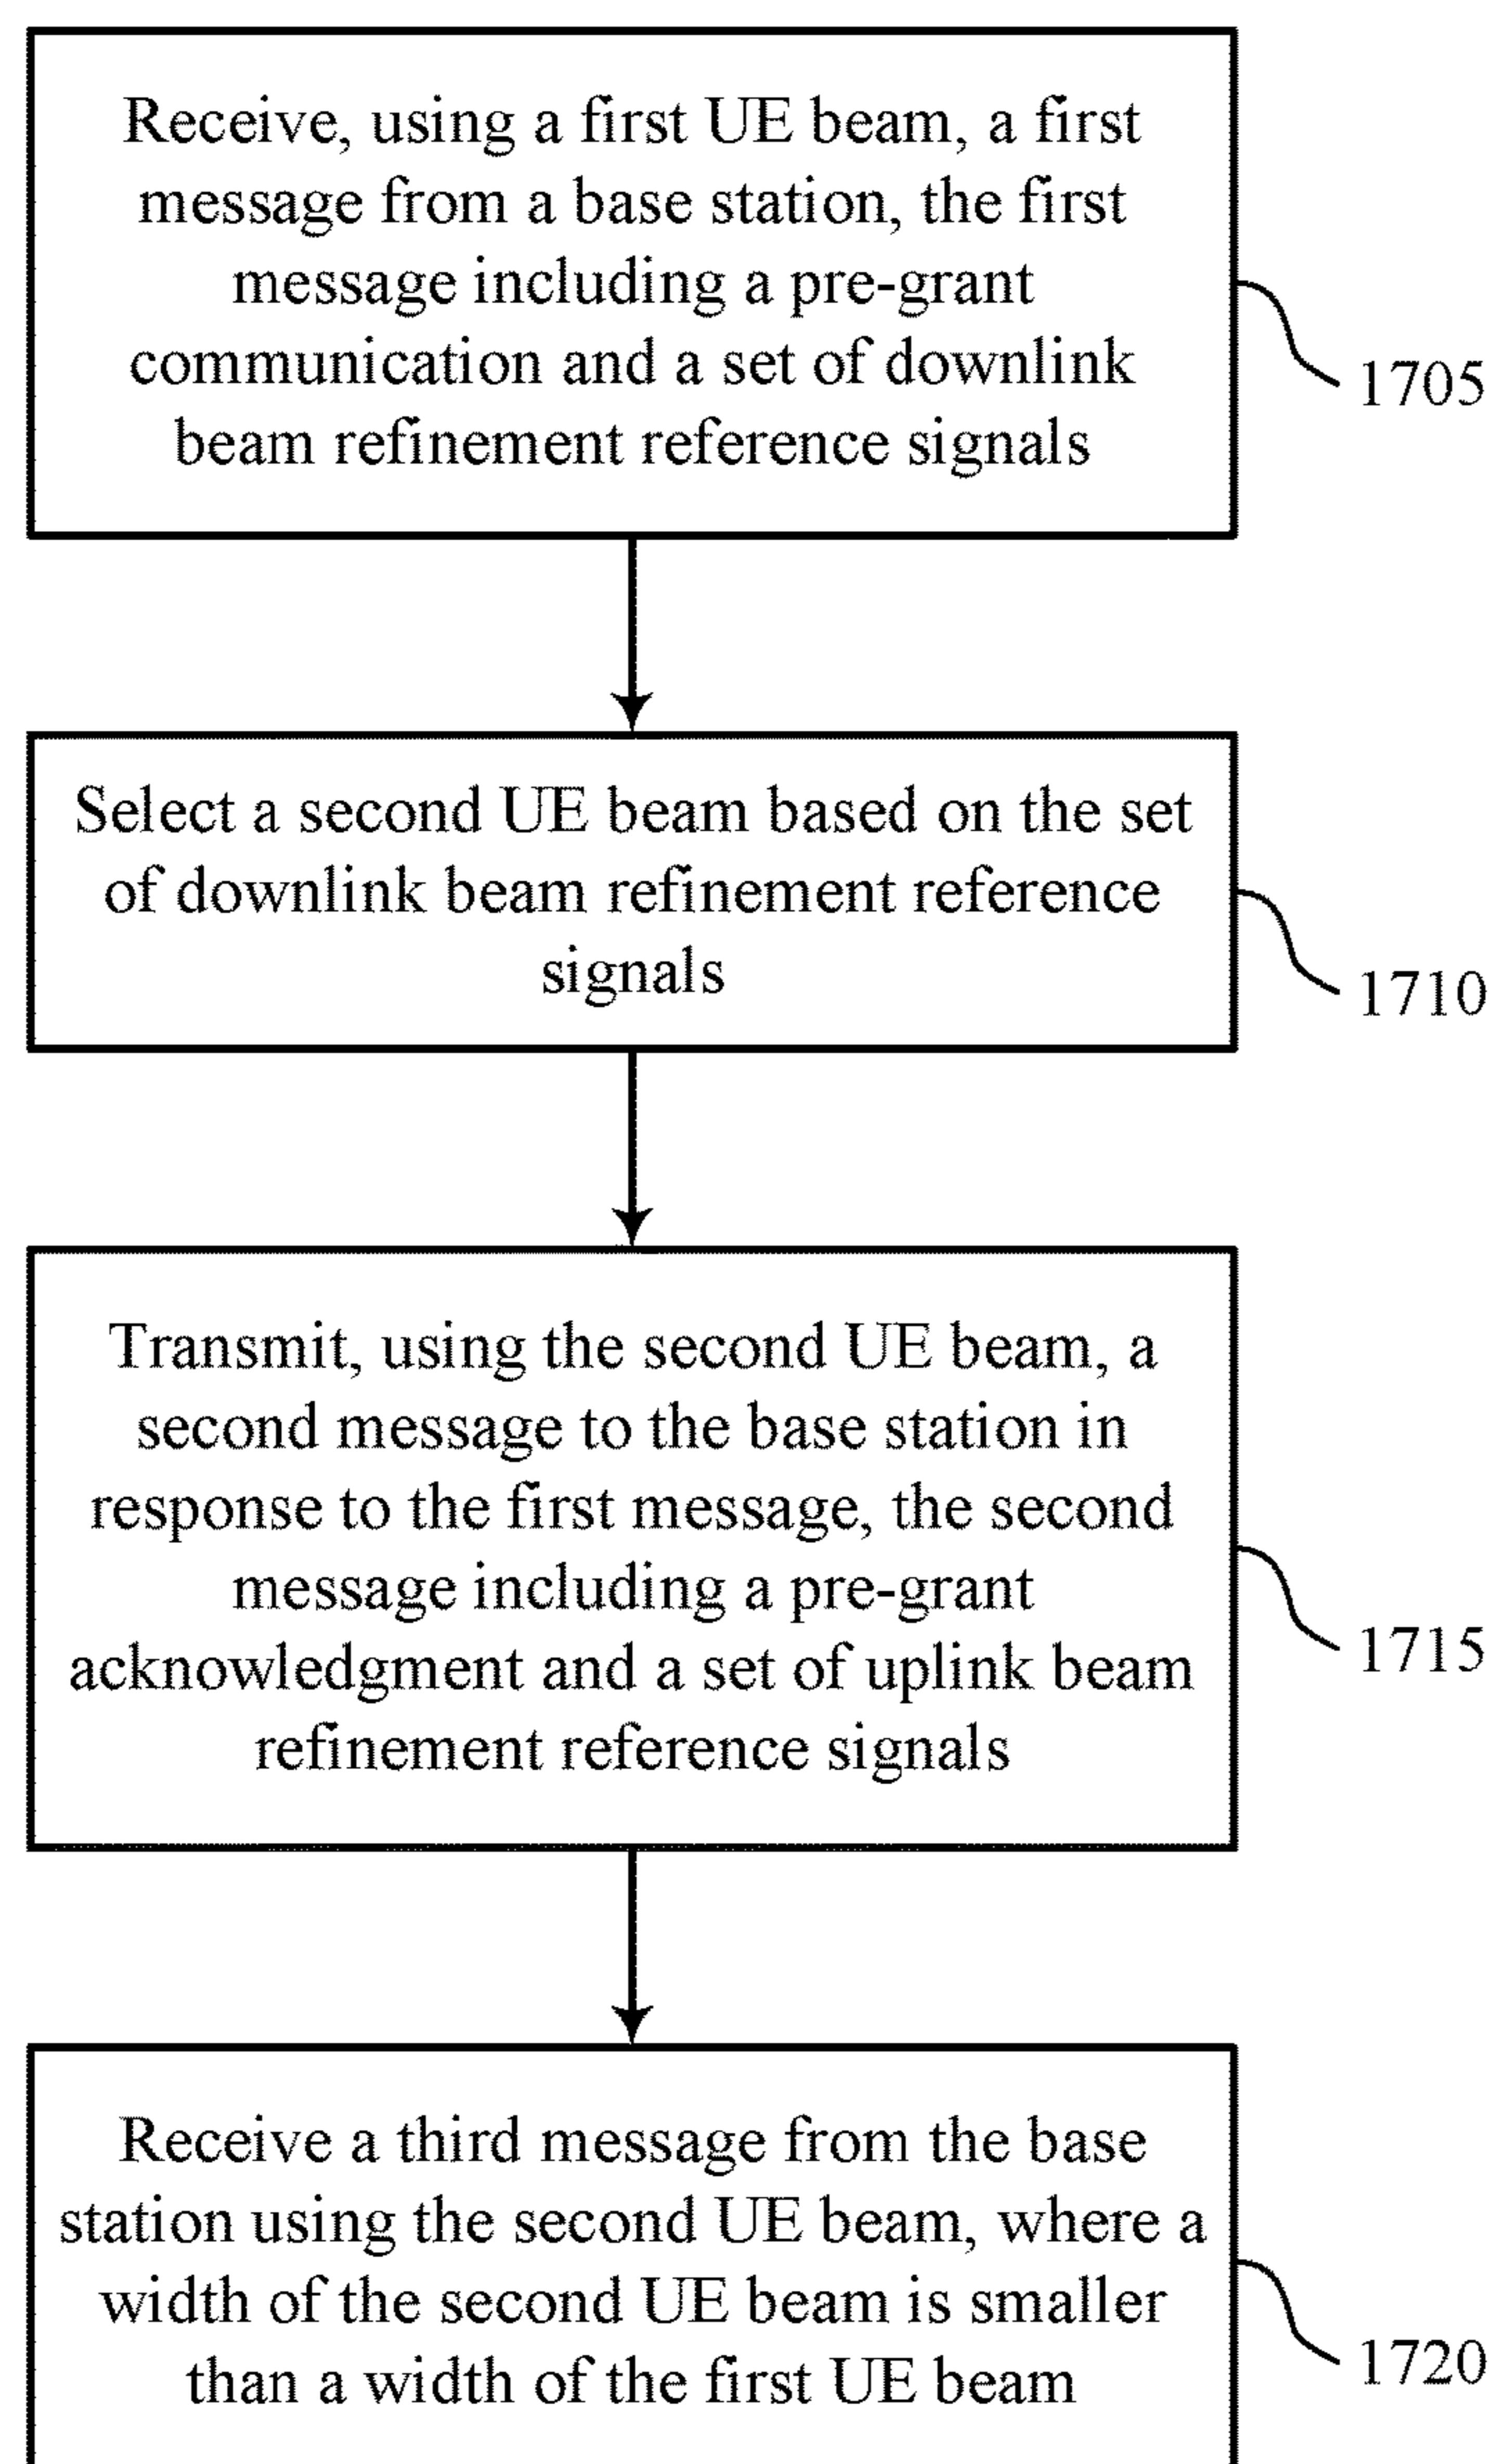 Receive, using a first UE beam, a first
message from a base station, the first
message including a pre-grant
communication and a set of downlink
beam refinement reference signals
1705
Select a second UE beam based on the set
of downlink beam refinement reference
signals
1710
Transmit, using the second UE beam, a
second message to the base station in
response to the first message, the second
message including a pre-grant
acknowledgment and a set of uplink beam
refinement reference signals
1715
Receive a third message from the base
station using the second UE beam, where a
width of the second UE beam is smaller
than a width of the first UE beam
1720